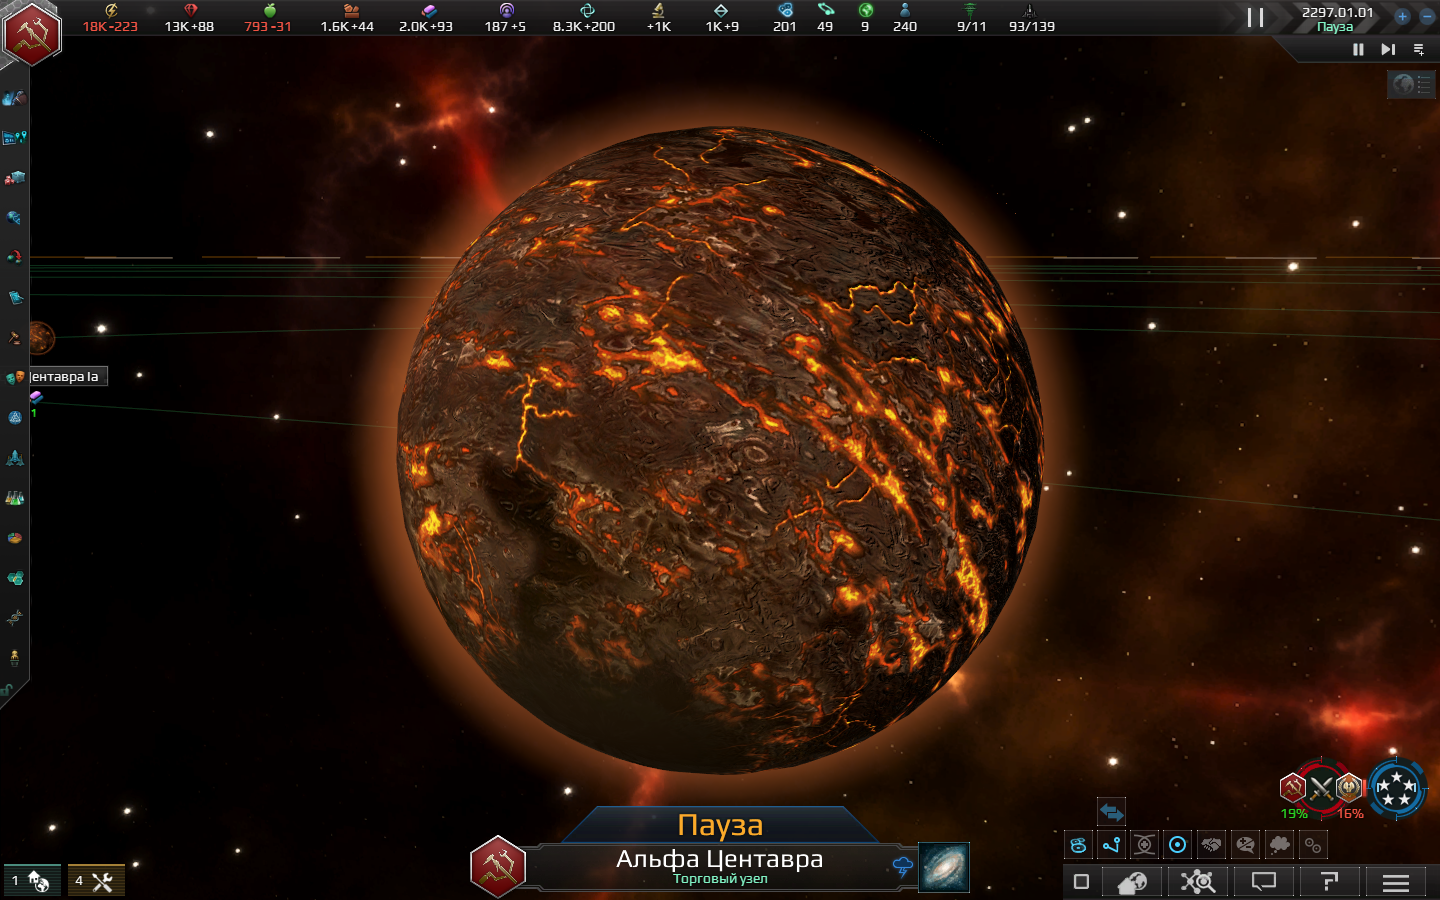 18K-223 13K+88 793-31 1.6K+44 2.0K+93 187+5 8.3K+200 +1K 1K+9 201 49 9 240 9/11 93/139
2297.01.01
Пауза
Центавра Ia
1
19% 16%
Пауза
Альфа Центавра
Торговый узел
1 4